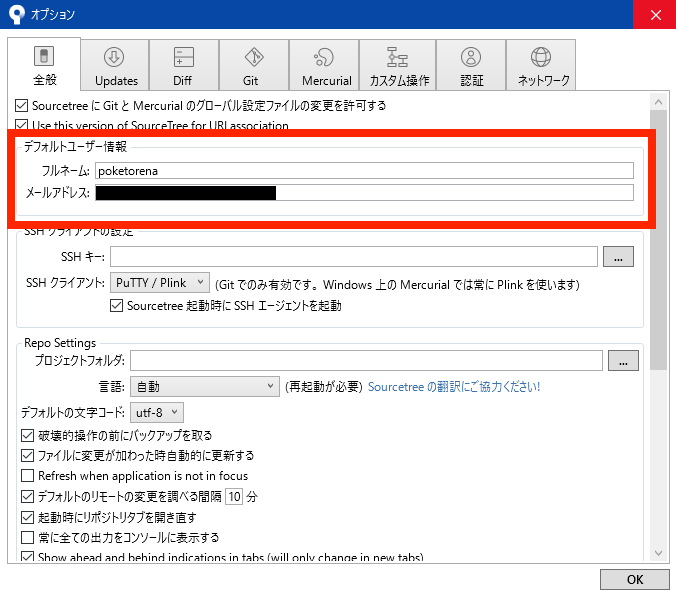 オプション
全般 Updates Diff Git Mercurial カスタム操作 認証 ネットワーク
Sourcetree に Git と Mercurial のグローバル設定ファイルの変更を許可する
Use this version of SourceTree for URI association
デフォルトユーザー情報
フルネーム: poketorena
メールアドレス:
SSH クライアントの設定
SSH キー: ...
SSH クライアント: PuTTY / Plink (Git でのみ有効です。 Windows 上の Mercurial では常に Plink を使います)
Sourcetree 起動時に SSH エージェントを起動
Repo Settings
プロジェクトフォルダ: ...
言語: 自動 (再起動が必要) Sourcetree の翻訳にご協力ください!
デフォルトの文字コード: utf-8
破壊的操作の前にバックアップを取る
ファイルに変更が加わった時自動的に更新する
Refresh when application is not in focus
デフォルトのリモートの変更を調べる間隔 10 分
起動時にリポジトリタブを開き直す
常に全ての出力をコンソールに表示する
Show ahead and behind indications in tabs (will only change in new tabs)
OK